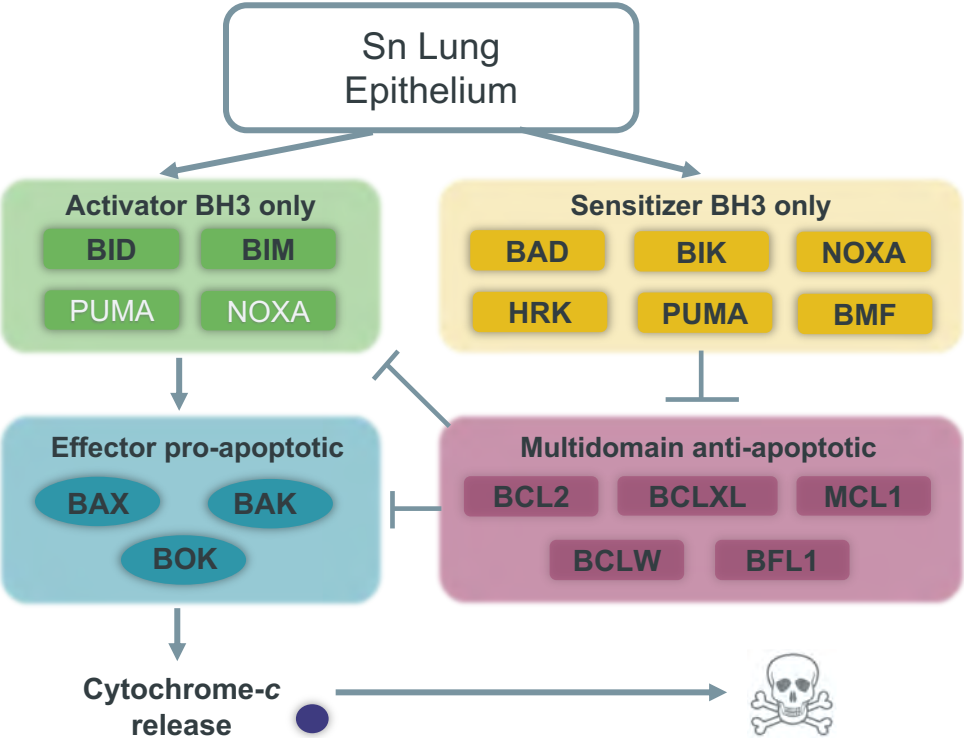 Sn Lung
Epithelium
Activator BH3 only
BID
BIM
PUMA
NOXA
Sensitizer BH3 only
BAD
BIK
NOXA
HRK
PUMA
BMF
Effector pro-apoptotic
BAX
BAK
BOK
Multidomain anti-apoptotic
BCL2
BCLXL
MCL1
BCLW
BFL1
Cytochrome-c
release